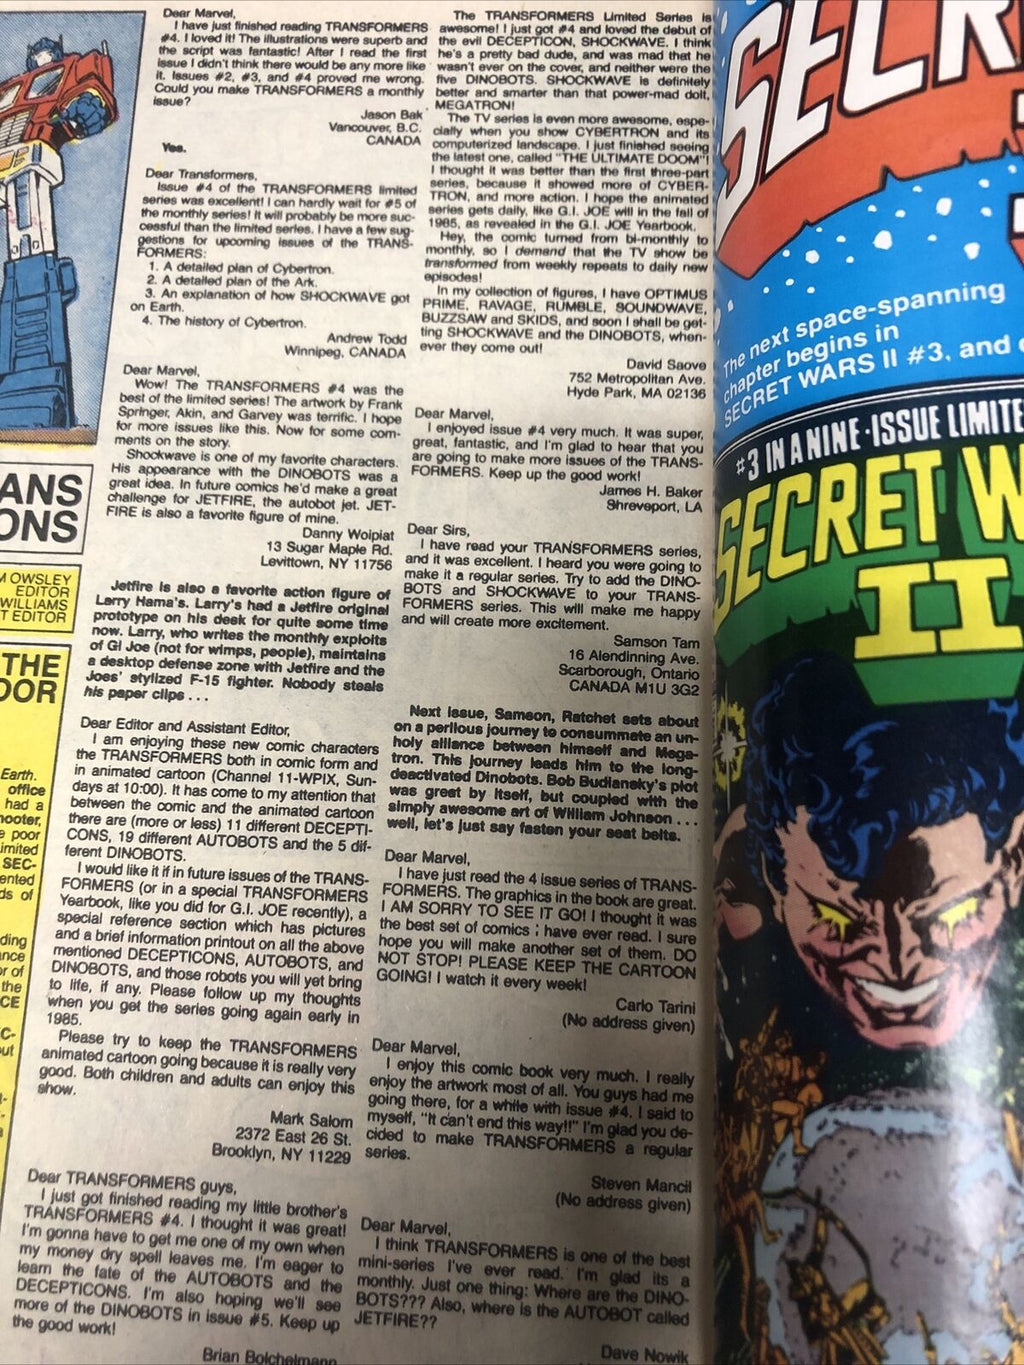 ANS
ONS
M OWSLEY
EDITOR
WILLIAMS
T EDITOR
THE
OOR
Earth.
office
had a
hooter,
e poor
imited
SEC-
ented
ds of
ding
ance
or of
the
CE
C-
out
Dear Marvel,
I have just finished reading TRANSFORMERS
#4. I loved it! The illustrations were superb and
the script was fantastic! After I read the first
issue I didn't think there would be any more like
it. Issues #2, #3, and #4 proved me wrong.
Could you make TRANSFORMERS a monthly
issue?
Jason Bak
Vancouver, B.C.
CANADA
Yes.
Dear Transformers,
Issue #4 of the TRANSFORMERS limited
series was excellent! I can hardly wait for #5 of
the monthly series! It will probably be more suc-
cessful than the limited series. I have a few sug-
gestions for upcoming issues of the TRANS-
FORMERS:
1. A detailed plan of Cybertron.
2. A detailed plan of the Ark.
3. An explanation of how SHOCKWAVE got
on Earth.
4. The history of Cybertron.
Andrew Todd
Winnipeg, CANADA
Dear Marvel,
Wow! The TRANSFORMERS #4 was the
best of the limited series! The artwork by Frank
Springer, Akin, and Garvey was terrific. I hope
for more issues like this. Now for some com-
ments on the story.
Shockwave is one of my favorite characters.
His appearance with the DINOBOTS was a
great idea. In future comics he'd make a great
challenge for JETFIRE, the autobot jet. JET-
FIRE is also a favorite figure of mine.
Danny Wolpiat
13 Sugar Maple Rd.
Levittown, NY 11756
Jetfire is also a favorite action figure of
Larry Hama's. Larry's had a Jetfire original
prototype on his desk for quite some time
now. Larry, who writes the monthly exploits
of GI Joe (not for wimps, people), maintains
a desktop defense zone with Jetfire and the
Joes' stylized F-15 fighter. Nobody steals
his paper clips . . .
Dear Editor and Assistant Editor,
I am enjoying these new comic characters
the TRANSFORMERS both in comic form and
in animated cartoon (Channel 11-WPIX, Sun-
days at 10:00). It has come to my attention that
between the comic and the animated cartoon
there are (more or less) 11 different DECEPTI-
CONS, 19 different AUTOBOTS and the 5 dif-
ferent DINOBOTS.
I would like it if in future issues of the TRANS-
FORMERS (or in a special TRANSFORMERS
Yearbook, like you did for G.I. JOE recently), a
special reference section which has pictures
and a brief information printout on all the above
mentioned DECEPTICONS, AUTOBOTS, and
DINOBOTS, and those robots you will yet bring
to life, if any. Please follow up my thoughts
when you get the series going again early in
1985.
Please try to keep the TRANSFORMERS
animated cartoon going because it is really very
good. Both children and adults can enjoy this
show.
Mark Salom
2372 East 26 St.
Brooklyn, NY 11229
Dear TRANSFORMERS guys,
I just got finished reading my little brother's
TRANSFORMERS #4. I thought it was great!
I'm gonna have to get me one of my own when
my money dry spell leaves me. I'm eager to
learn the fate of the AUTOBOTS and the
DECEPTICONS. I'm also hoping we'll see
more of the DINOBOTS in issue #5. Keep up
the good work!
Brian Bolchelmann
The TRANSFORMERS Limited Series is
awesome! I just got #4 and loved the debut of
the evil DECEPTICON, SHOCKWAVE. I think
he's a pretty bad dude, and was mad that he
wasn't ever on the cover, and neither were the
five DINOBOTS. SHOCKWAVE is definitely
better and smarter than that power-mad dolt,
MEGATRON!
The TV series is even more awesome, espe-
cially when you show CYBERTRON and its
computerized landscape. I just finished seeing
the latest one, called "THE ULTIMATE DOOM"!
I thought it was better than the first three-part
series, because it showed more of CYBER-
TRON, and more action. I hope the animated
series gets daily, like G.I. JOE will in the fall of
1985, as revealed in the G.I. JOE Yearbook.
Hey, the comic turned from bi-monthly to
monthly, so I demand that the TV show be
transformed from weekly repeats to daily new
episodes!
In my collection of figures, I have OPTIMUS
PRIME, RAVAGE, RUMBLE, SOUNDWAVE,
BUZZSAW and SKIDS, and soon I shall be get-
ting SHOCKWAVE and the DINOBOTS, when-
ever they come out!
David Saove
752 Metropolitan Ave.
Hyde Park, MA 02136
Dear Marvel,
I enjoyed issue #4 very much. It was super,
great, fantastic, and I'm glad to hear that you
are going to make more issues of the TRANS-
FORMERS. Keep up the good work!
James H. Baker
Shreveport, LA
Dear Sirs,
I have read your TRANSFORMERS series,
and it was excellent. I heard you were going to
make it a regular series. Try to add the DINO-
BOTS and SHOCKWAVE to your TRANS-
FORMERS series. This will make me happy
and will create more excitement.
Samson Tam
16 Alendinning Ave.
Scarborough, Ontario
CANADA M1U 3G2
Next issue, Samson, Ratchet sets about
on a perilous journey to consummate an un-
holy alliance between himself and Mega-
tron. This journey leads him to the long-
deactivated Dinobots. Bob Budiansky's plot
was great by itself, but coupled with the
simply awesome art of William Johnson . . .
well, let's just say fasten your seat belts.
Dear Marvel,
I have just read the 4 issue series of TRANS-
FORMERS. The graphics in the book are great.
I AM SORRY TO SEE IT GO! I thought it was
the best set of comics I have ever read. I sure
hope you will make another set of them. DO
NOT STOP! PLEASE KEEP THE CARTOON
GOING! I watch it every week!
Carlo Tarini
(No address given)
Dear Marvel,
I enjoy this comic book very much. I really
enjoy the artwork most of all. You guys had me
going there, for a while with issue #4. I said to
myself, "It can't end this way!!" I'm glad you de-
cided to make TRANSFORMERS a regular
series.
Steven Mancil
(No address given)
Dear Marvel,
I think TRANSFORMERS is one of the best
mini-series I've ever read. I'm glad its a
monthly. Just one thing: Where are the DINO-
BOTS??? Also, where is the AUTOBOT called
JETFIRE??
Dave Nowik
SECR
The next space-spanning
chapter begins in
SECRET WARS II #3, and
#3 IN A NINE-ISSUE LIMITE
SECRET W
II